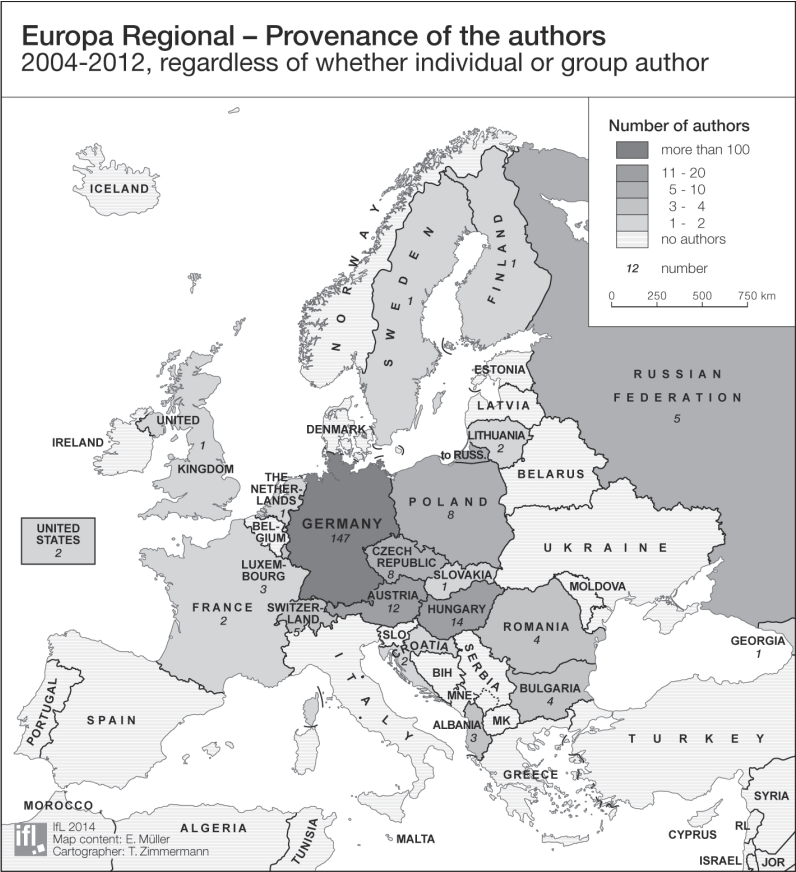 Europa Regional – Provenance of the authors
2004-2012, regardless of whether individual or group author
Number of authors
more than 100
11 - 20
5 - 10
3 - 4
1 - 2
no authors
12 number
0 250 500 750 km
ICELAND
NORWAY
SWEDEN
1
FINLAND
1
RUSSIAN
FEDERATION
5
ESTONIA
LATVIA
LITHUANIA
2
to RUSS.
DENMARK
IRELAND
UNITED
1
KINGDOM
THE
NETHER-
LANDS
1
BEL-
GIUM
LUXEM-
BOURG
3
UNITED
STATES
2
GERMANY
147
POLAND
8
BELARUS
UKRAINE
CZECH
REPUBLIC
8
SLOVAKIA
1
MOLDOVA
AUSTRIA
12
HUNGARY
14
FRANCE
2
SWITZER-
LAND
5
ROMANIA
4
SLO
CROATIA
2
BIH
SERBIA
MNE
BULGARIA
4
GEORGIA
1
ITALY
ALBANIA
3
MK
PORTUGAL
SPAIN
GREECE
TURKEY
MOROCCO
ALGERIA
TUNISIA
MALTA
CYPRUS
SYRIA
RL
ISRAEL
JOR
ifl
IfL 2014
Map content: E. Müller
Cartographer: T. Zimmermann